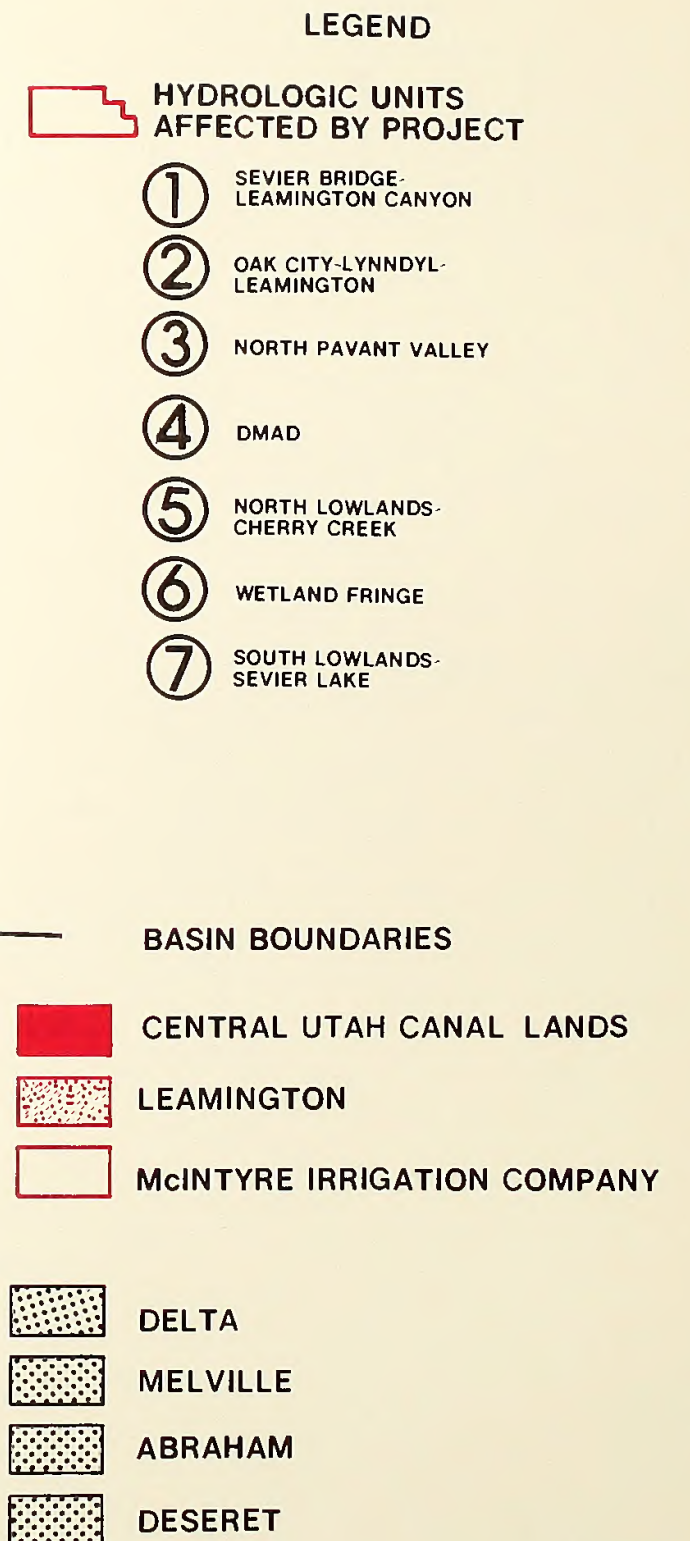 LEGEND
HYDROLOGIC UNITS
AFFECTED BY PROJECT
1 SEVIER BRIDGE-
LEAMINGTON CANYON
2 OAK CITY-LYNNDYL-
LEAMINGTON
3 NORTH PAVANT VALLEY
4 DMAD
5 NORTH LOWLANDS-
CHERRY CREEK
6 WETLAND FRINGE
7 SOUTH LOWLANDS-
SEVIER LAKE
BASIN BOUNDARIES
CENTRAL UTAH CANAL LANDS
LEAMINGTON
McINTYRE IRRIGATION COMPANY
DELTA
MELVILLE
ABRAHAM
DESERET